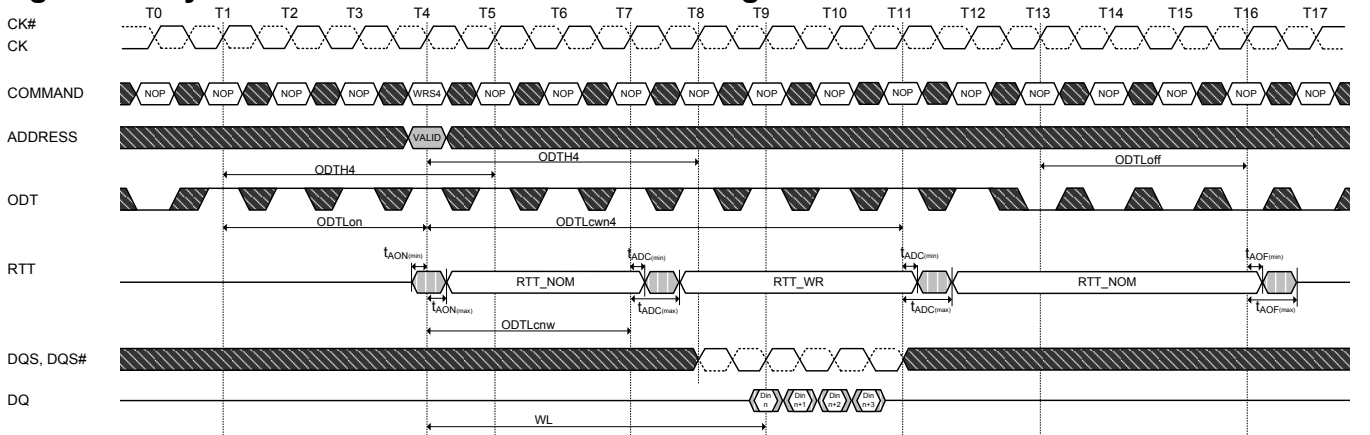 T0 T1 T2 T3 T4 T5 T6 T7 T8 T9 T10 T11 T12 T13 T14 T15 T16 T17
CK#
CK
COMMAND NOP NOP NOP NOP WRS4 NOP NOP NOP NOP NOP NOP NOP NOP NOP NOP NOP NOP NOP
ADDRESS VALID
ODTH4 ODTH4 ODTLoff
ODT
ODTLon ODTLcwn4
tAON(min) tADC(min) tADC(min) tAOF(min)
RTT RTT_NOM RTT_WR RTT_NOM
tAON(max) tADC(max) tADC(max) tAOF(max)
ODTLcnw
DQS, DQS#
DQ Din n Din n+1 Din n+2 Din n+3
WL